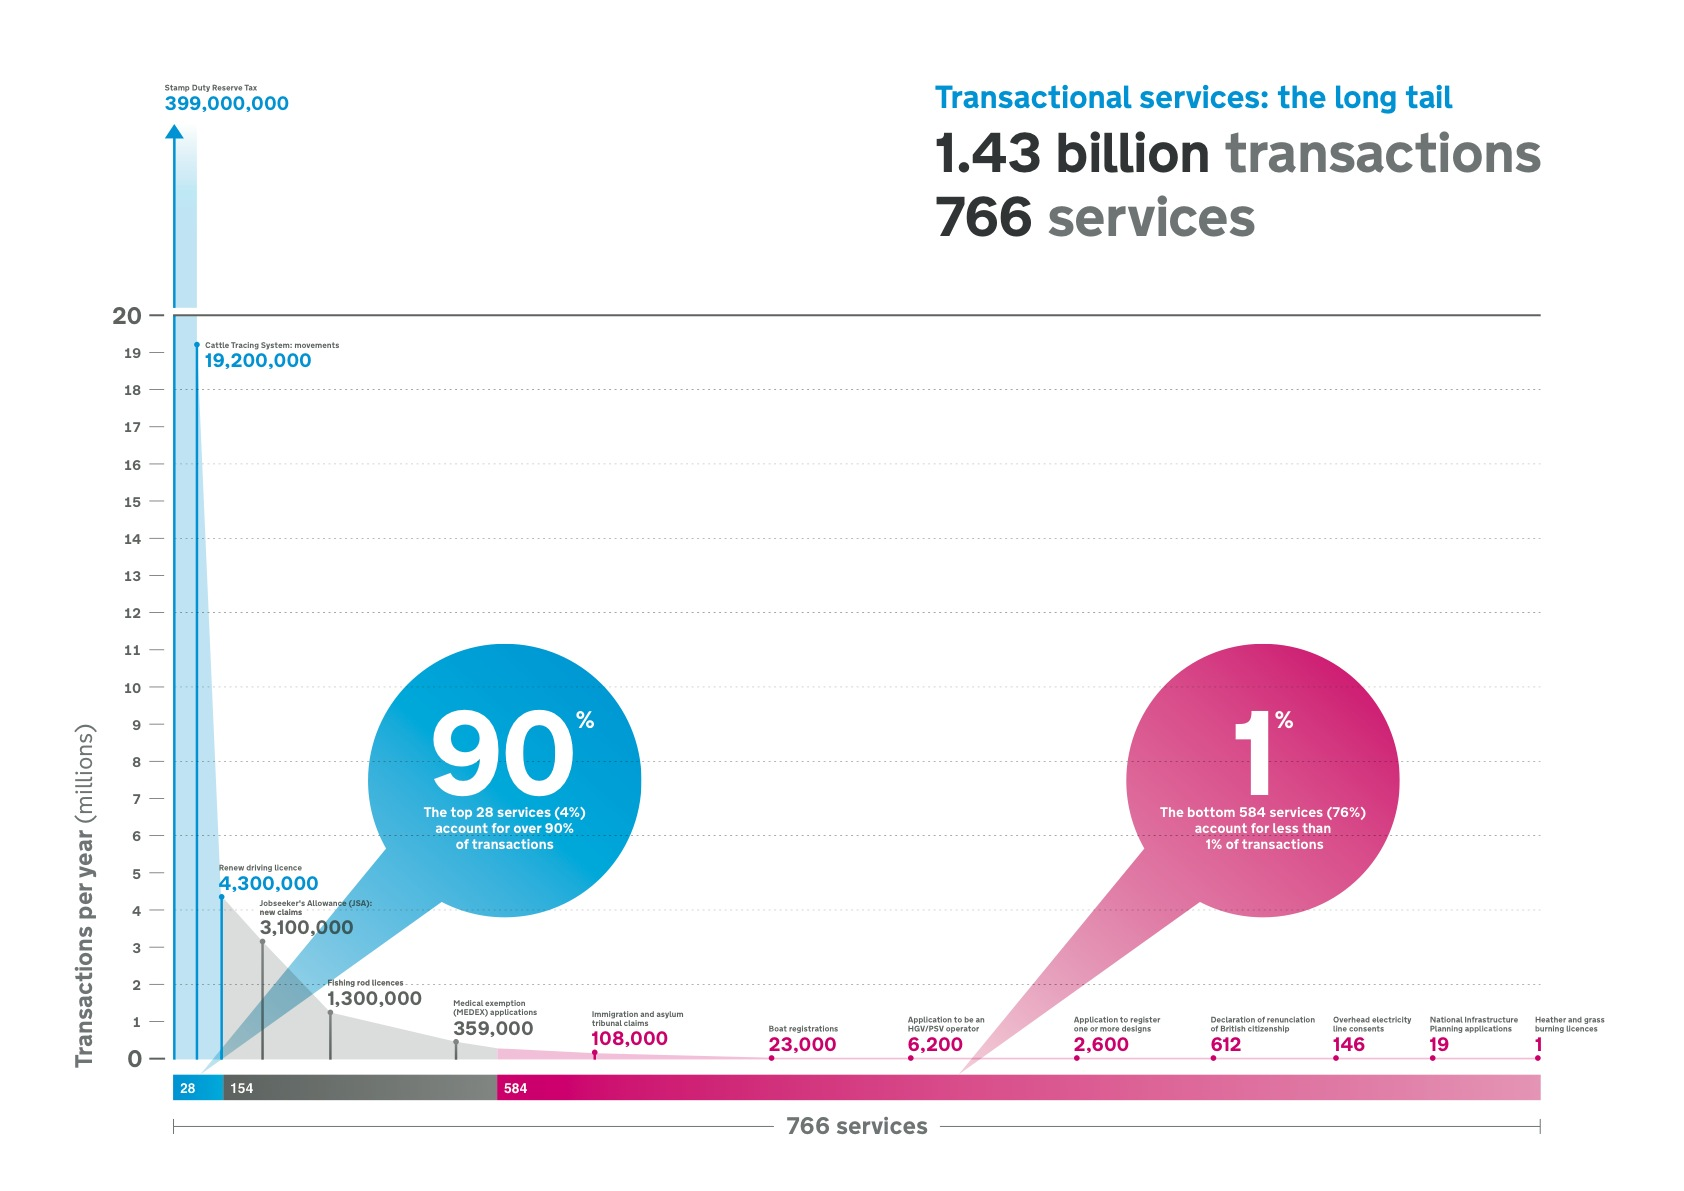 Stamp Duty Reserve Tax
399,000,000
Transactional services: the long tail
1.43 billion transactions
766 services
20
19
18
17
16
15
14
13
12
11
10
9
8
7
6
5
4
3
2
1
0
Transactions per year (millions)
Cattle Tracing System: movements
19,200,000
Renew driving licence
4,300,000
Jobseeker's Allowance (JSA):
new claims
3,100,000
Fishing rod licences
1,300,000
Medical exemption
(MEDEX) applications
359,000
Immigration and asylum
tribunal claims
108,000
Boat registrations
23,000
Application to be an
HGV/PSV operator
6,200
Application to register
one or more designs
2,600
Declaration of renunciation
of British citizenship
612
Overhead electricity
line consents
146
National Infrastructure
Planning applications
19
Heather and grass
burning licences
1
90%
The top 28 services (4%)
account for over 90%
of transactions
1%
The bottom 584 services (76%)
account for less than
1% of transactions
28
154
584
766 services